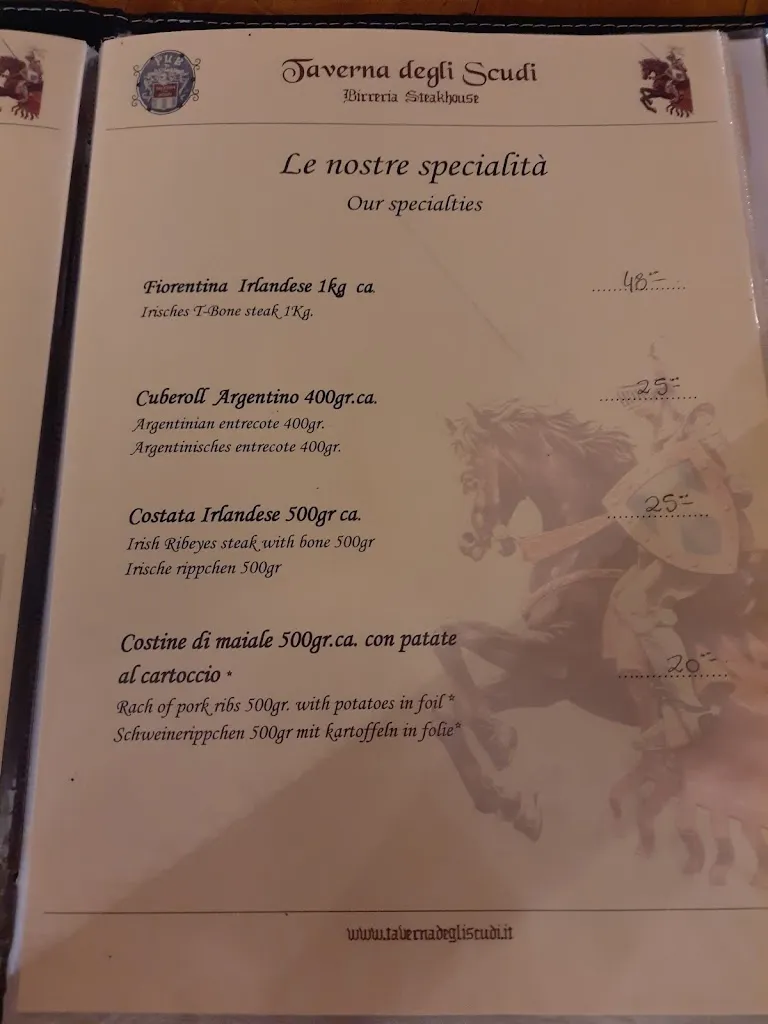 PUB
Taverna degli Scudi
Birreria Steakhouse
Le nostre specialità
Our specialties
Fiorentina Irlandese 1kg ca. 48=
Irisches T-Bone steak 1Kg.
Cuberoll Argentino 400gr.ca. 25=
Argentinian entrecote 400gr.
Argentinisches entrecote 400gr.
Costata Irlandese 500gr ca. 25=
Irish Ribeyes steak with bone 500gr
Irische rippchen 500gr
Costine di maiale 500gr.ca. con patate
al cartoccio * 20=
Rach of pork ribs 500gr. with potatoes in foil *
Schweinerippchen 500gr mit kartoffeln in folie*
www.tavernadegliscudi.it